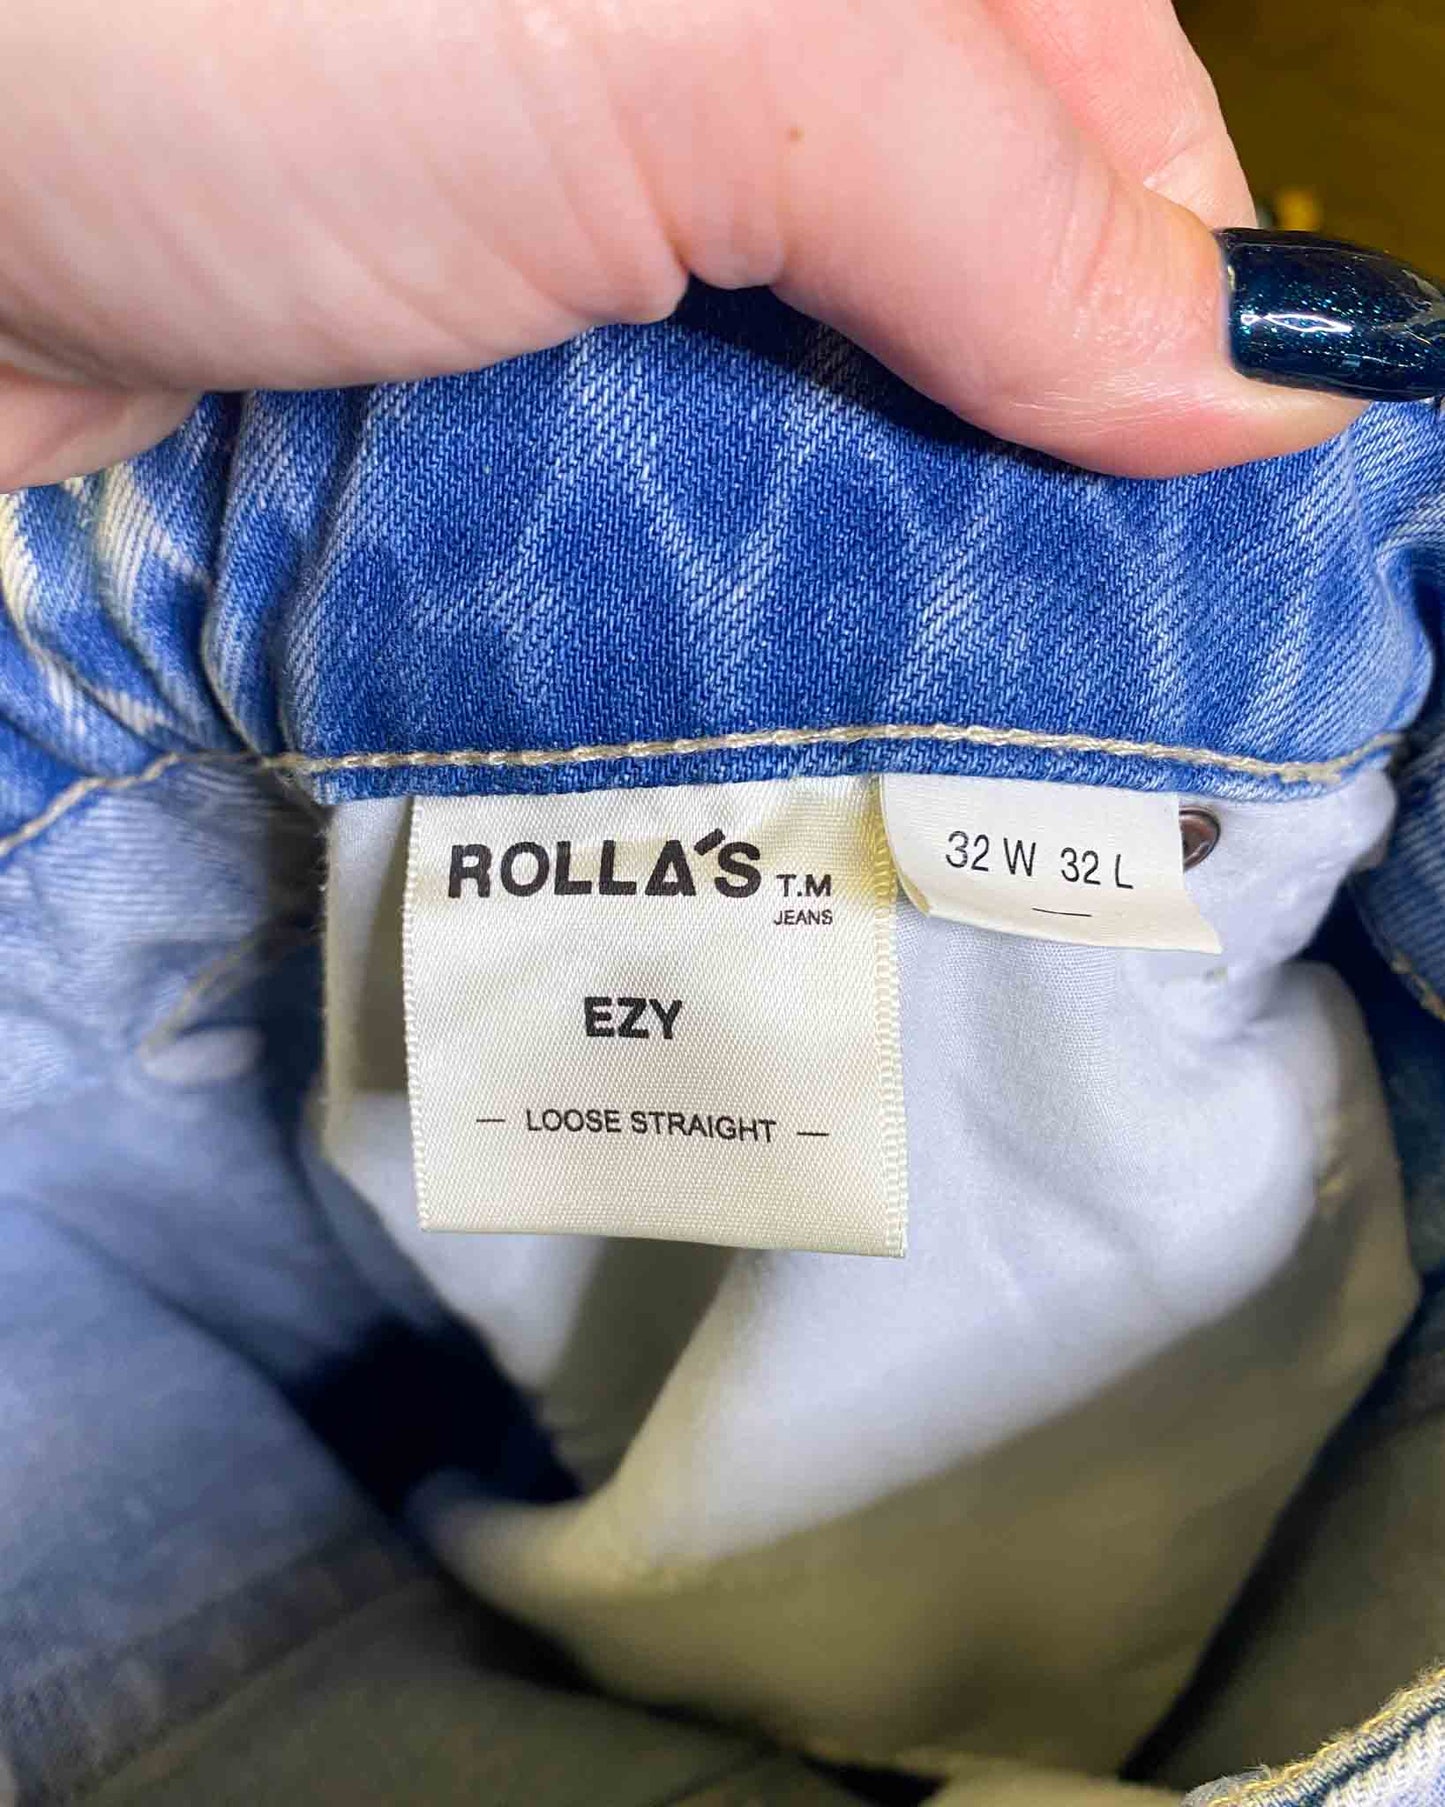 ROLLA'S T.M
JEANS
EZY
— LOOSE STRAIGHT —
32 W 32 L